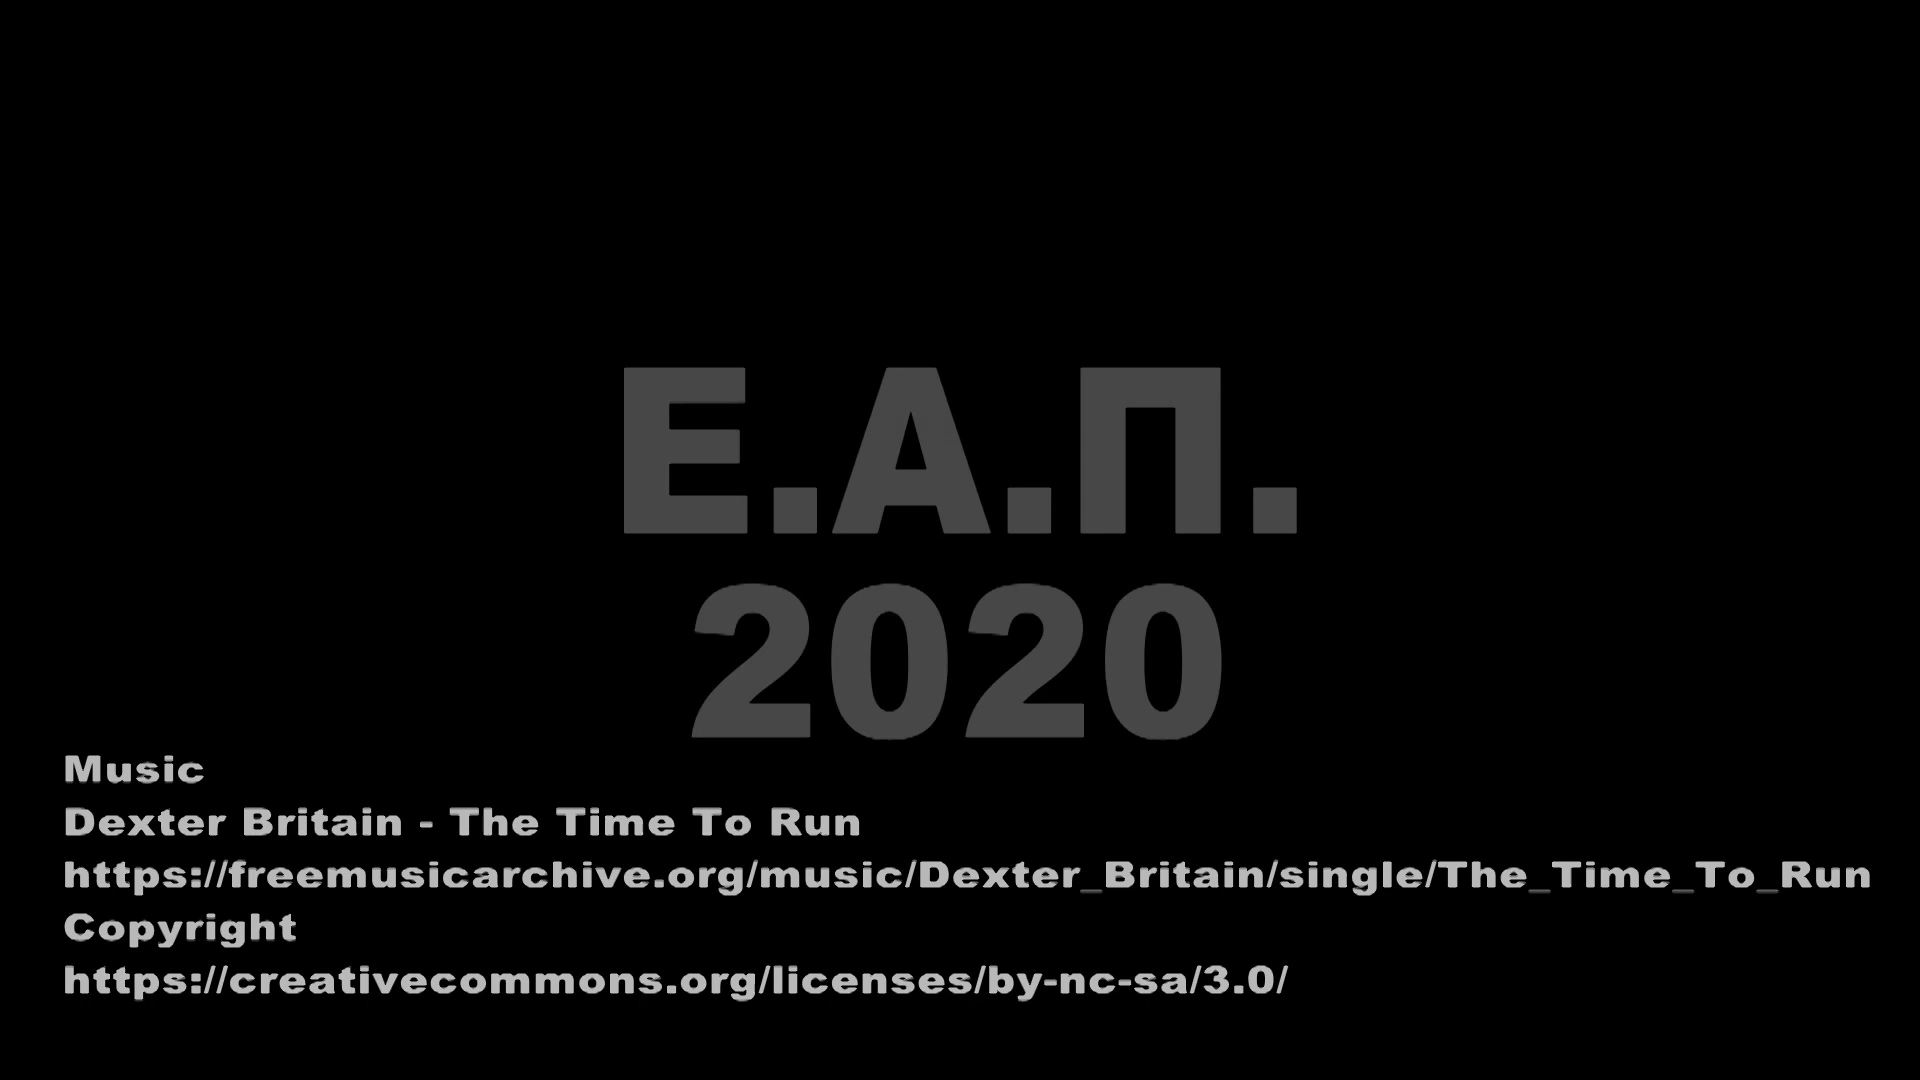 Ε.Α.Π.
2020
Music
Dexter Britain - The Time To Run
https://freemusicarchive.org/music/Dexter_Britain/single/The_Time_To_Run
Copyright
https://creativecommons.org/licenses/by-nc-sa/3.0/